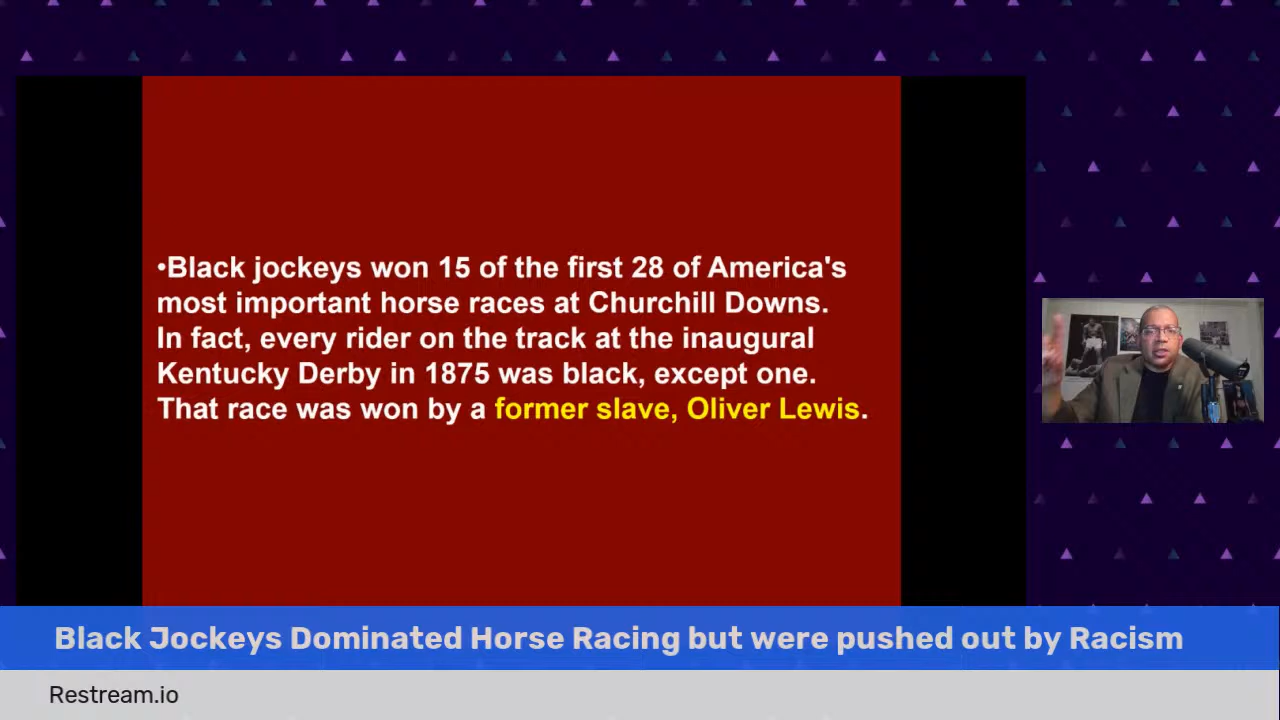 •Black jockeys won 15 of the first 28 of America's
most important horse races at Churchill Downs.
In fact, every rider on the track at the inaugural
Kentucky Derby in 1875 was black, except one.
That race was won by a former slave, Oliver Lewis.
Black Jockeys Dominated Horse Racing but were pushed out by Racism
Restream.io